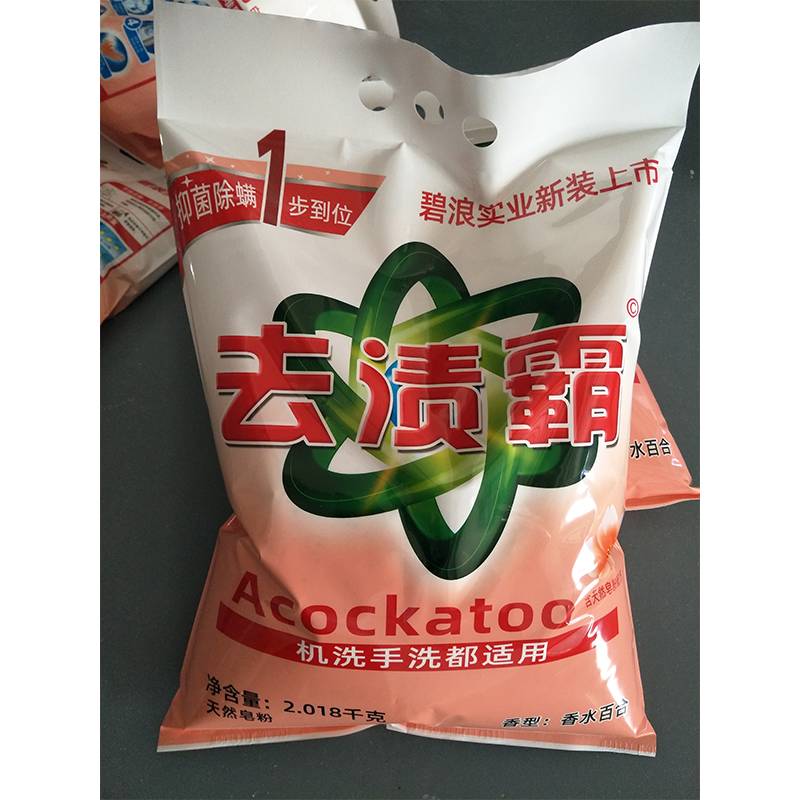 抑菌除螨1步到位
碧浪实业新装上市
©
去渍霸
水百合
Acockatoo
机洗手洗都适用
净含量：2.018千克
天然皂粉
香型：香水百合